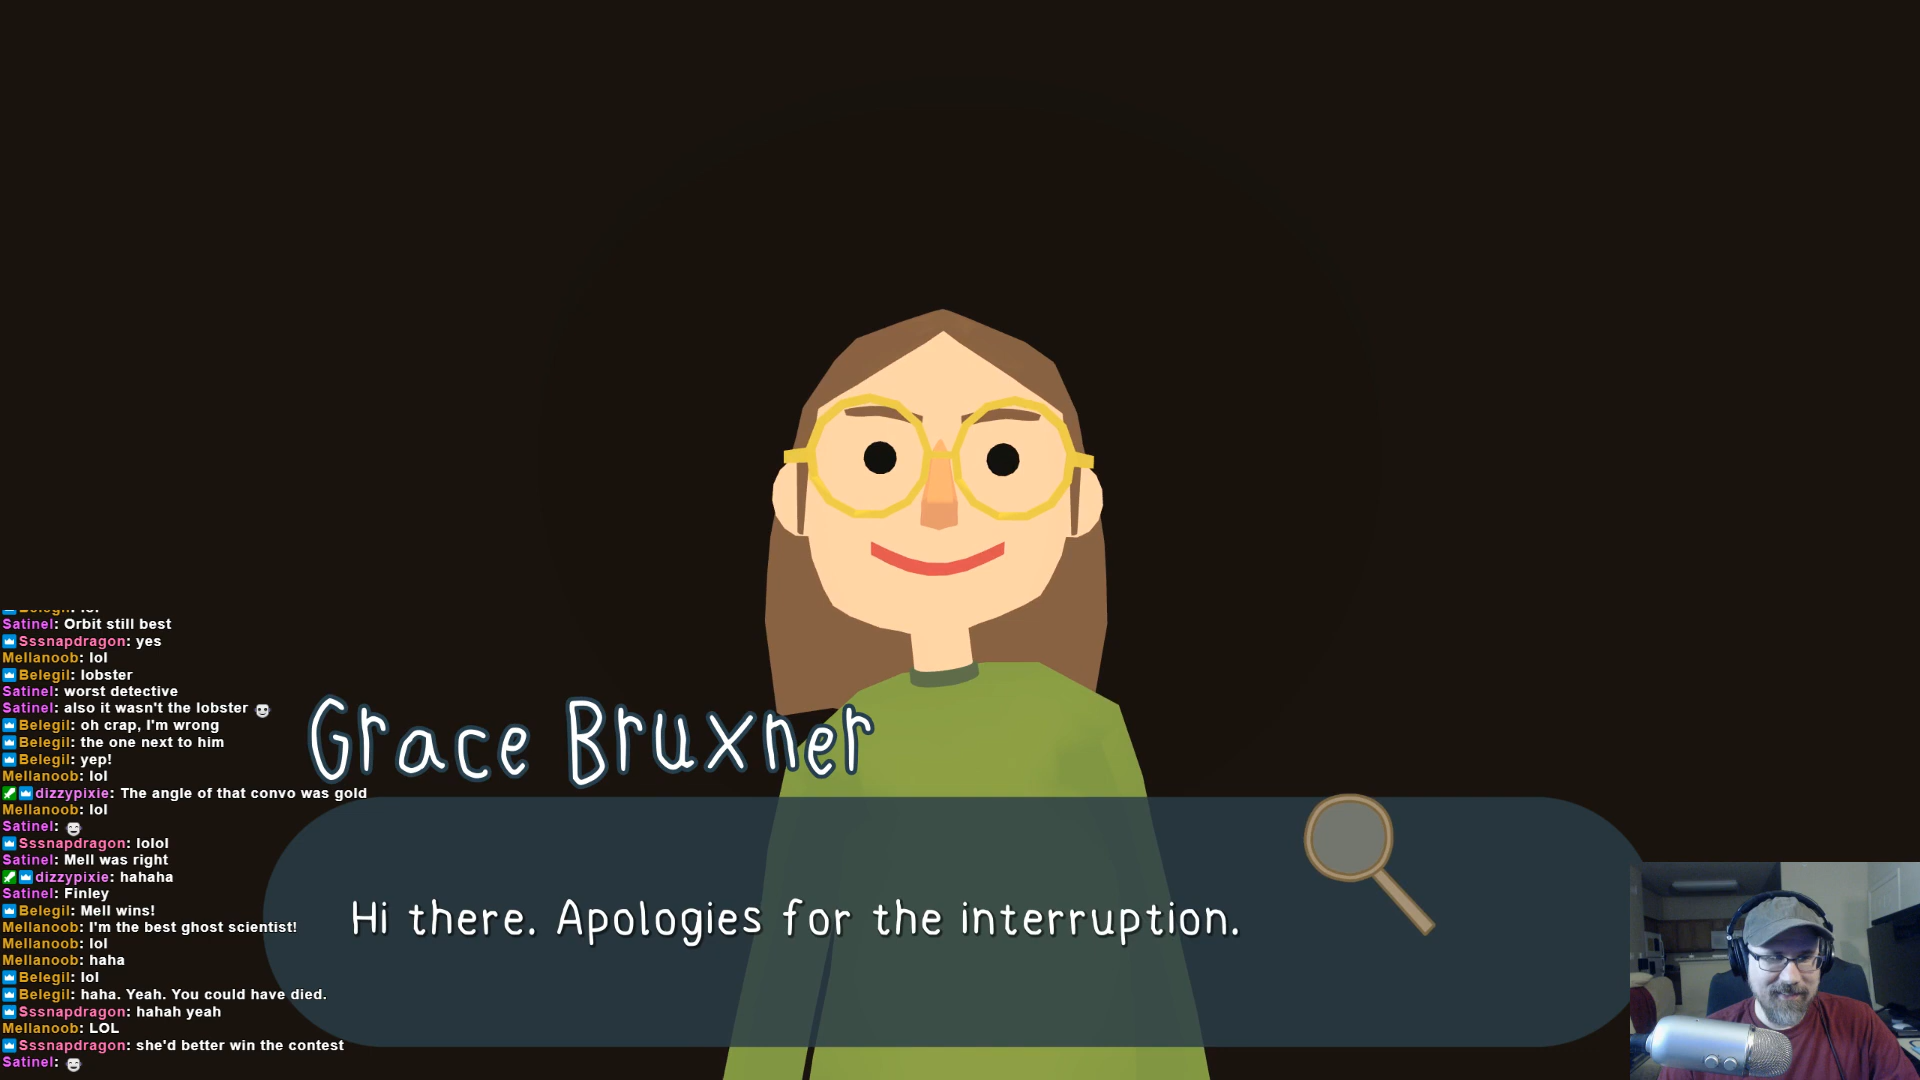 Satinel: Orbit still best
Sssnapdragon: yes
Mellanoob: lol
Belegil: lobster
Satinel: worst detective
Satinel: also it wasn't the lobster
Belegil: oh crap, I'm wrong
Belegil: the one next to him
Belegil: yep!
Mellanoob: lol
dizzypixie: The angle of that convo was gold
Mellanoob: lol
Satinel:
Sssnapdragon: lolol
Satinel: Mell was right
dizzypixie: hahaha
Satinel: Finley
Belegil: Mell wins!
Mellanoob: I'm the best ghost scientist!
Mellanoob: lol
Mellanoob: haha
Belegil: lol
Belegil: haha. Yeah. You could have died.
Sssnapdragon: hahah yeah
Mellanoob: LOL
Sssnapdragon: she'd better win the contest
Satinel:
Grace Bruxner
Hi there. Apologies for the interruption.